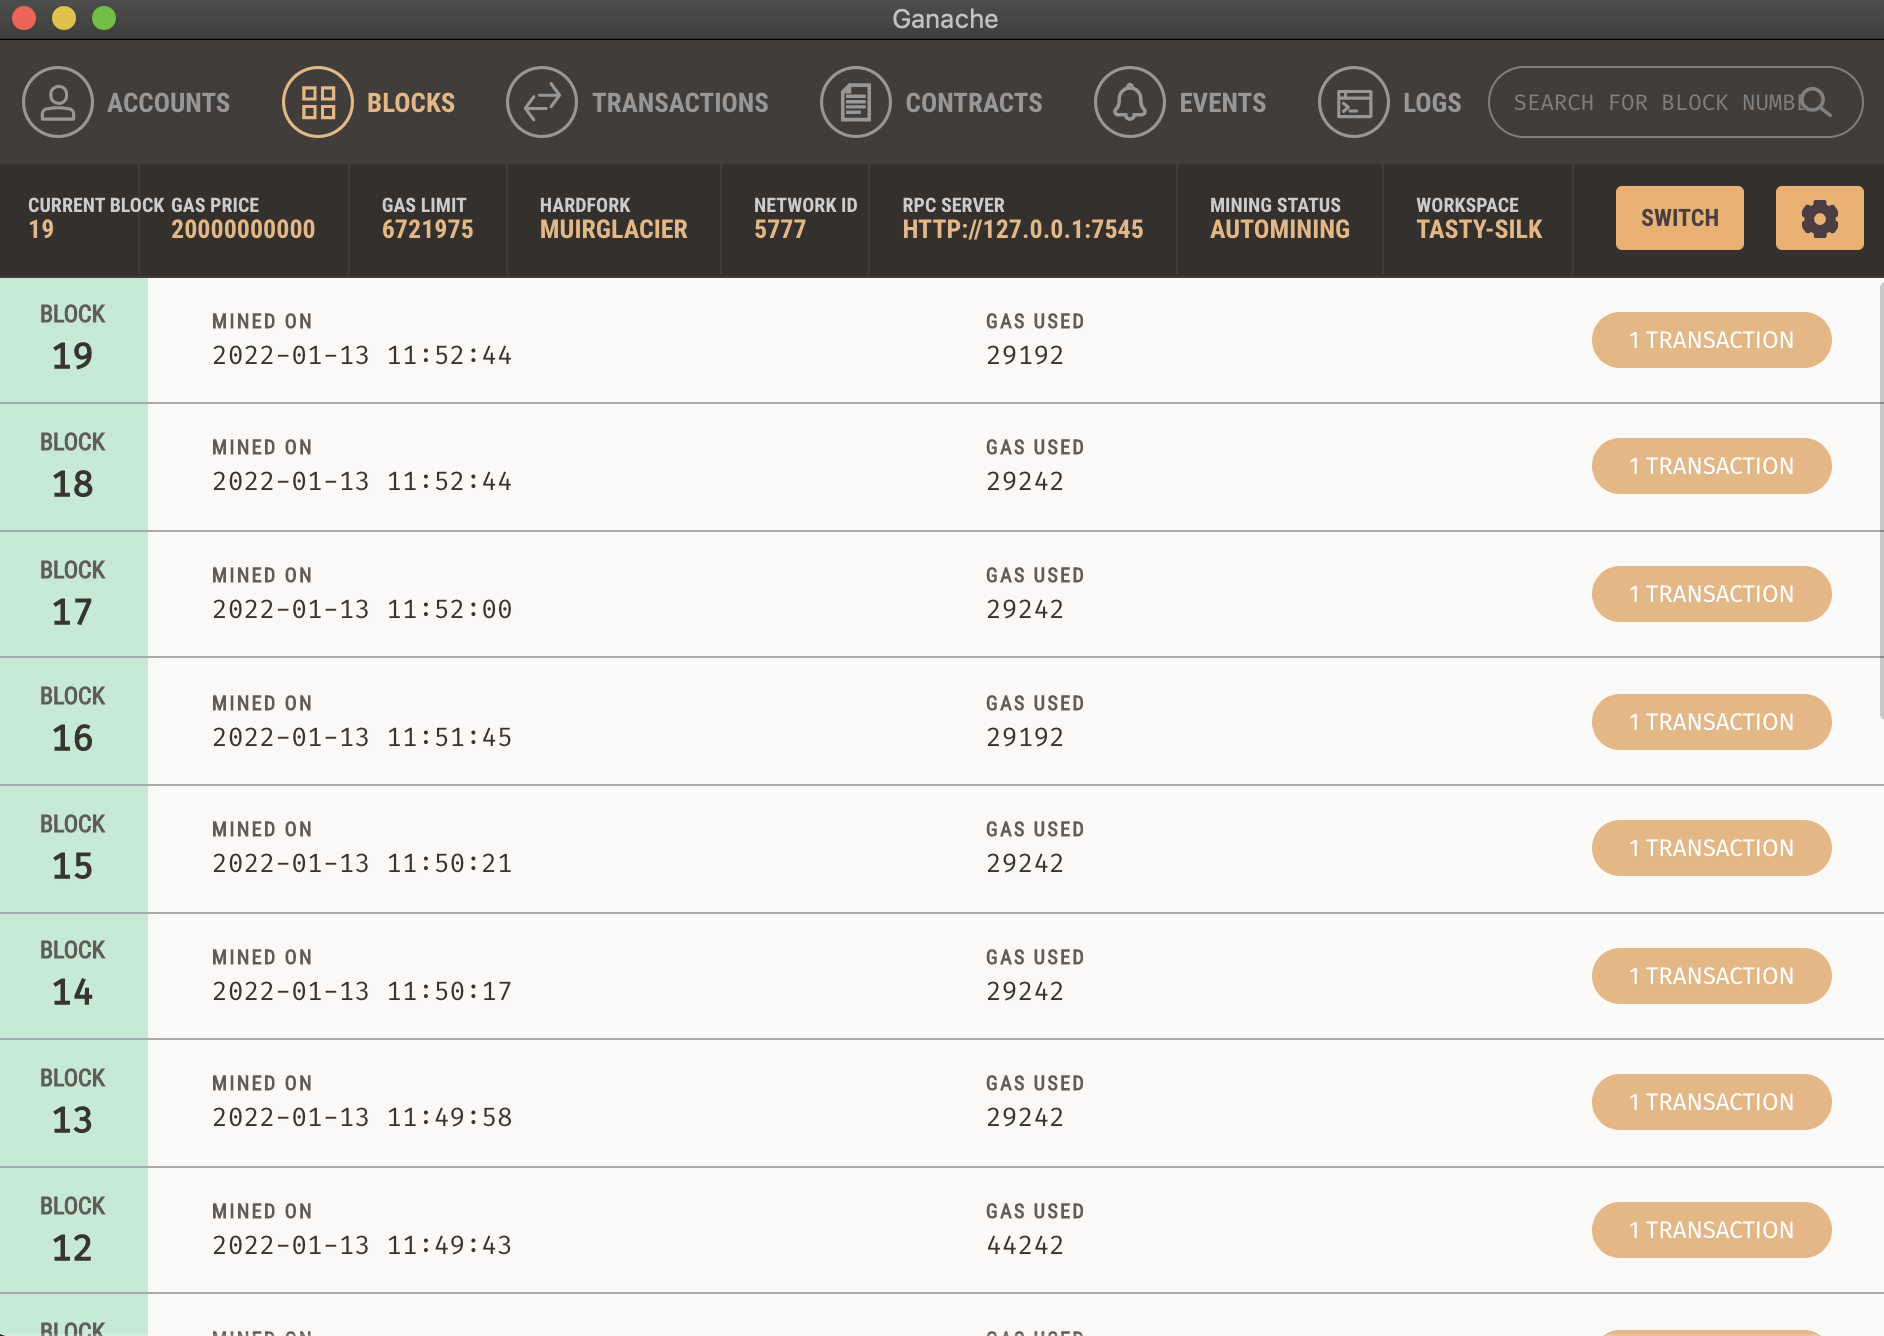 Ganache
ACCOUNTS BLOCKS TRANSACTIONS CONTRACTS EVENTS LOGS SEARCH FOR BLOCK NUMBE
CURRENT BLOCK GAS PRICE GAS LIMIT HARDFORK NETWORK ID RPC SERVER MINING STATUS WORKSPACE
19 20000000000 6721975 MUIRGLACIER 5777 HTTP://127.0.0.1:7545 AUTOMINING TASTY-SILK SWITCH
BLOCK MINED ON GAS USED
19 2022-01-13 11:52:44 29192 1 TRANSACTION
BLOCK MINED ON GAS USED
18 2022-01-13 11:52:44 29242 1 TRANSACTION
BLOCK MINED ON GAS USED
17 2022-01-13 11:52:00 29242 1 TRANSACTION
BLOCK MINED ON GAS USED
16 2022-01-13 11:51:45 29192 1 TRANSACTION
BLOCK MINED ON GAS USED
15 2022-01-13 11:50:21 29242 1 TRANSACTION
BLOCK MINED ON GAS USED
14 2022-01-13 11:50:17 29242 1 TRANSACTION
BLOCK MINED ON GAS USED
13 2022-01-13 11:49:58 29242 1 TRANSACTION
BLOCK MINED ON GAS USED
12 2022-01-13 11:49:43 44242 1 TRANSACTION
BLOCK MINED ON GAS USED